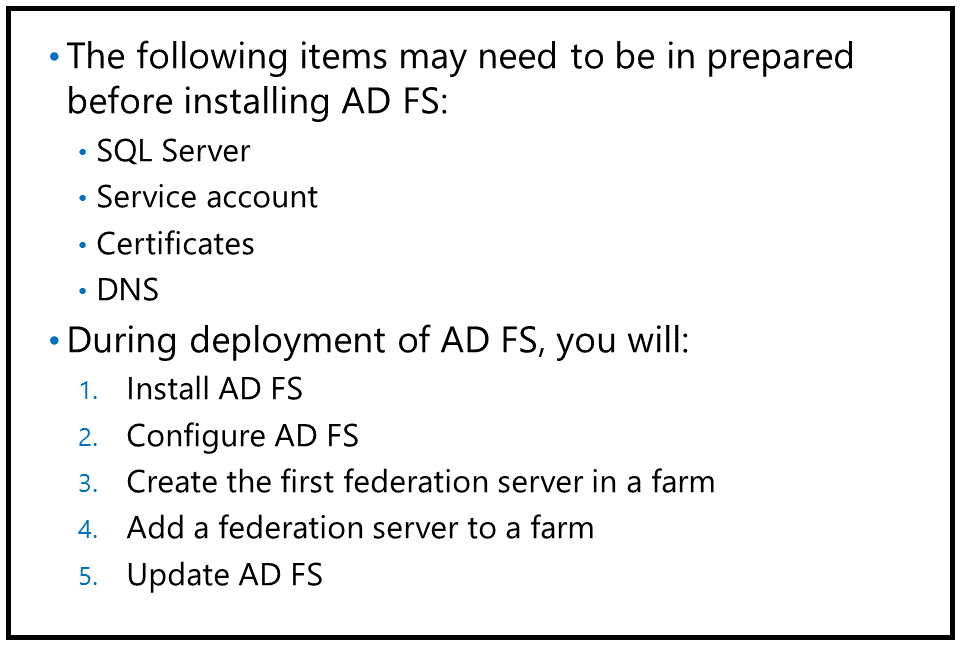 • The following items may need to be in prepared
before installing AD FS:
• SQL Server
• Service account
• Certificates
• DNS
• During deployment of AD FS, you will:
1. Install AD FS
2. Configure AD FS
3. Create the first federation server in a farm
4. Add a federation server to a farm
5. Update AD FS